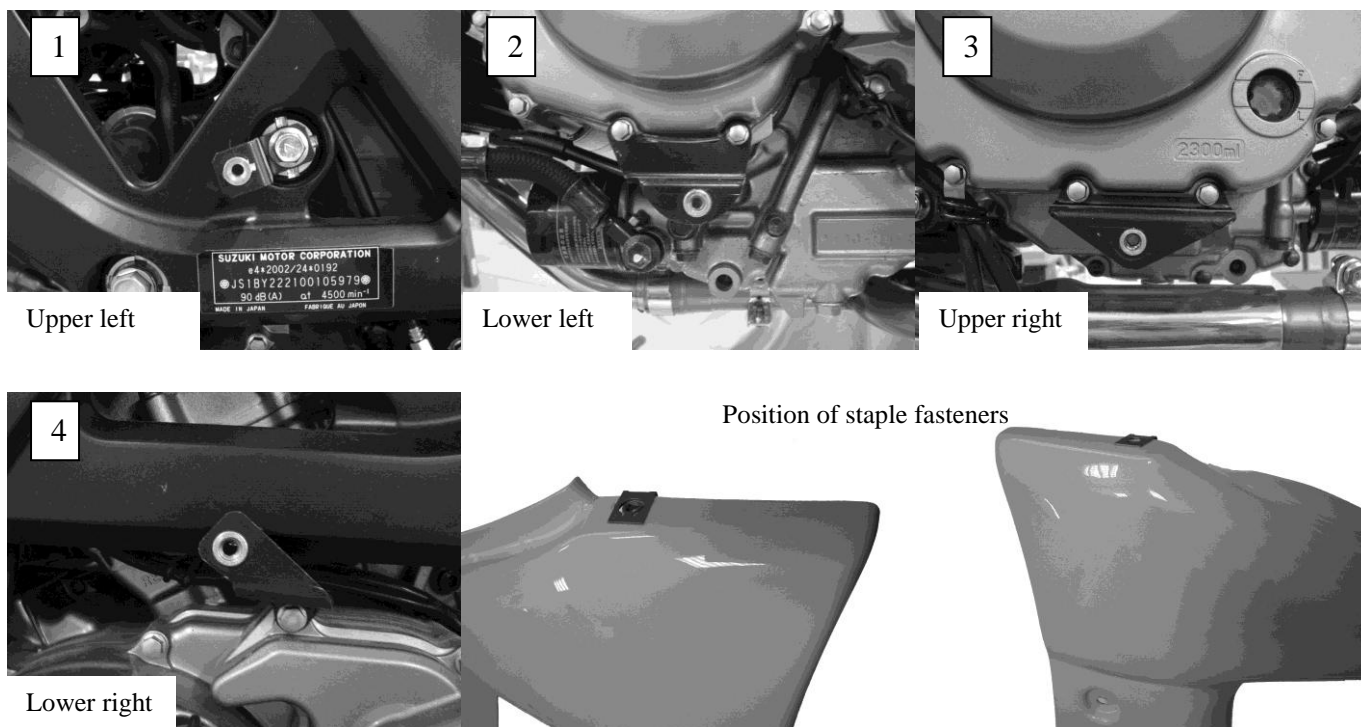 1
2
3
F
L
2300ml
SUZUKI MOTOR CORPORATION
e4*2002/24*0192
JS1BY222100105979
90 dB(A) at 4500 min⁻¹
MADE IN JAPAN FABRIQUE AU JAPON
Upper left
Lower left
Upper right
4
Position of staple fasteners
Lower right